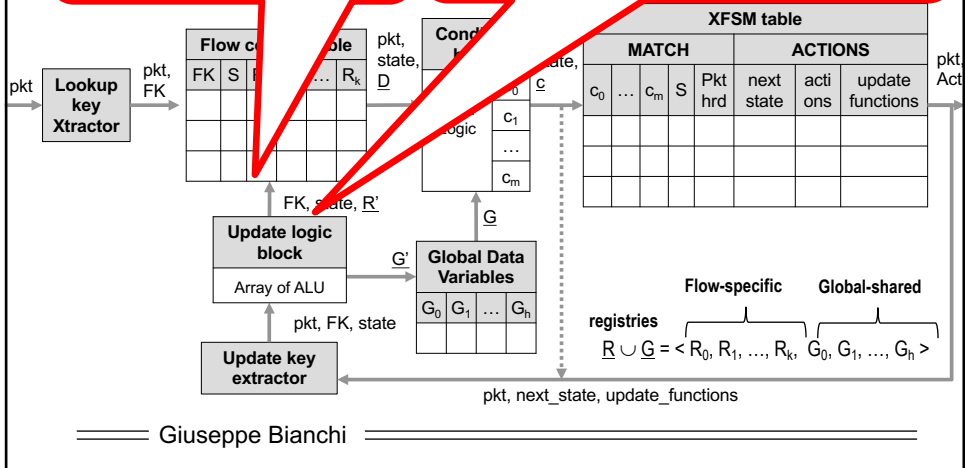 XFSM table
MATCH ACTIONS
c0 … cm S Pkt hrd next state acti ons update functions
pkt,
Act
Flow
FK S … Rk
pkt,
state,
D
c
c1
…
cm
pkt
Lookup
key
Xtractor
pkt,
FK
FK, state, R'
Update logic
block
Array of ALU
G'
G
Global Data
Variables
G0 G1 … Gh
pkt, FK, state
Update key
extractor
Flow-specific Global-shared
registries
R ∪ G = < R0, R1, …, Rk, G0, G1, …, Gh >
pkt, next_state, update_functions
Giuseppe Bianchi